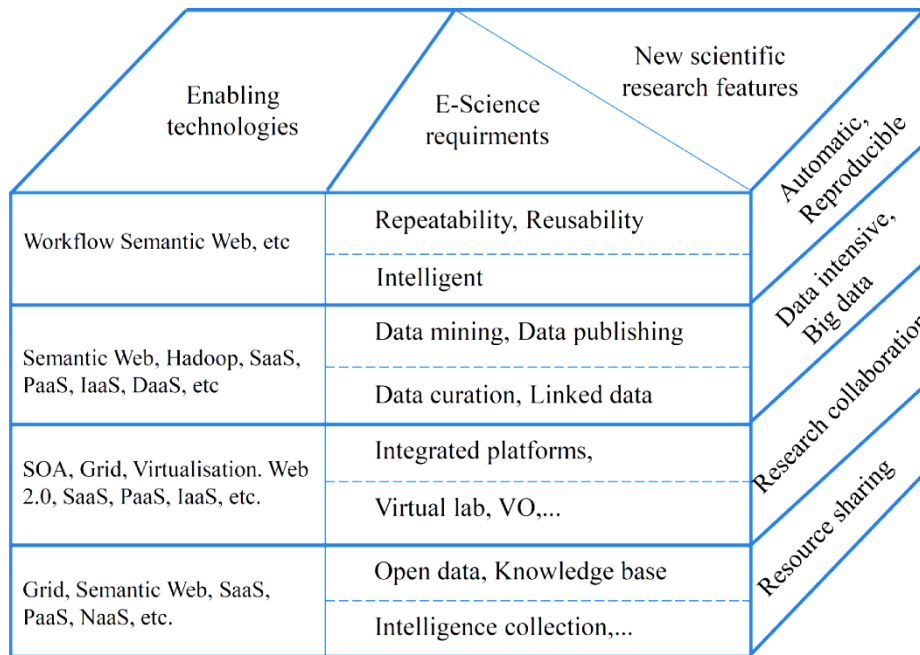 Enabling
technologies
E-Science
requirments
New scientific
research features
Workflow Semantic Web, etc
Repeatability, Reusability
Intelligent
Automatic,
Reproducible
Semantic Web, Hadoop, SaaS,
PaaS, IaaS, DaaS, etc
Data mining, Data publishing
Data curation, Linked data
Data intensive,
Big data
SOA, Grid, Virtualisation. Web
2.0, SaaS, PaaS, IaaS, etc.
Integrated platforms,
Virtual lab, VO,...
Research collaboration
Grid, Semantic Web, SaaS,
PaaS, NaaS, etc.
Open data, Knowledge base
Intelligence collection,...
Resource sharing